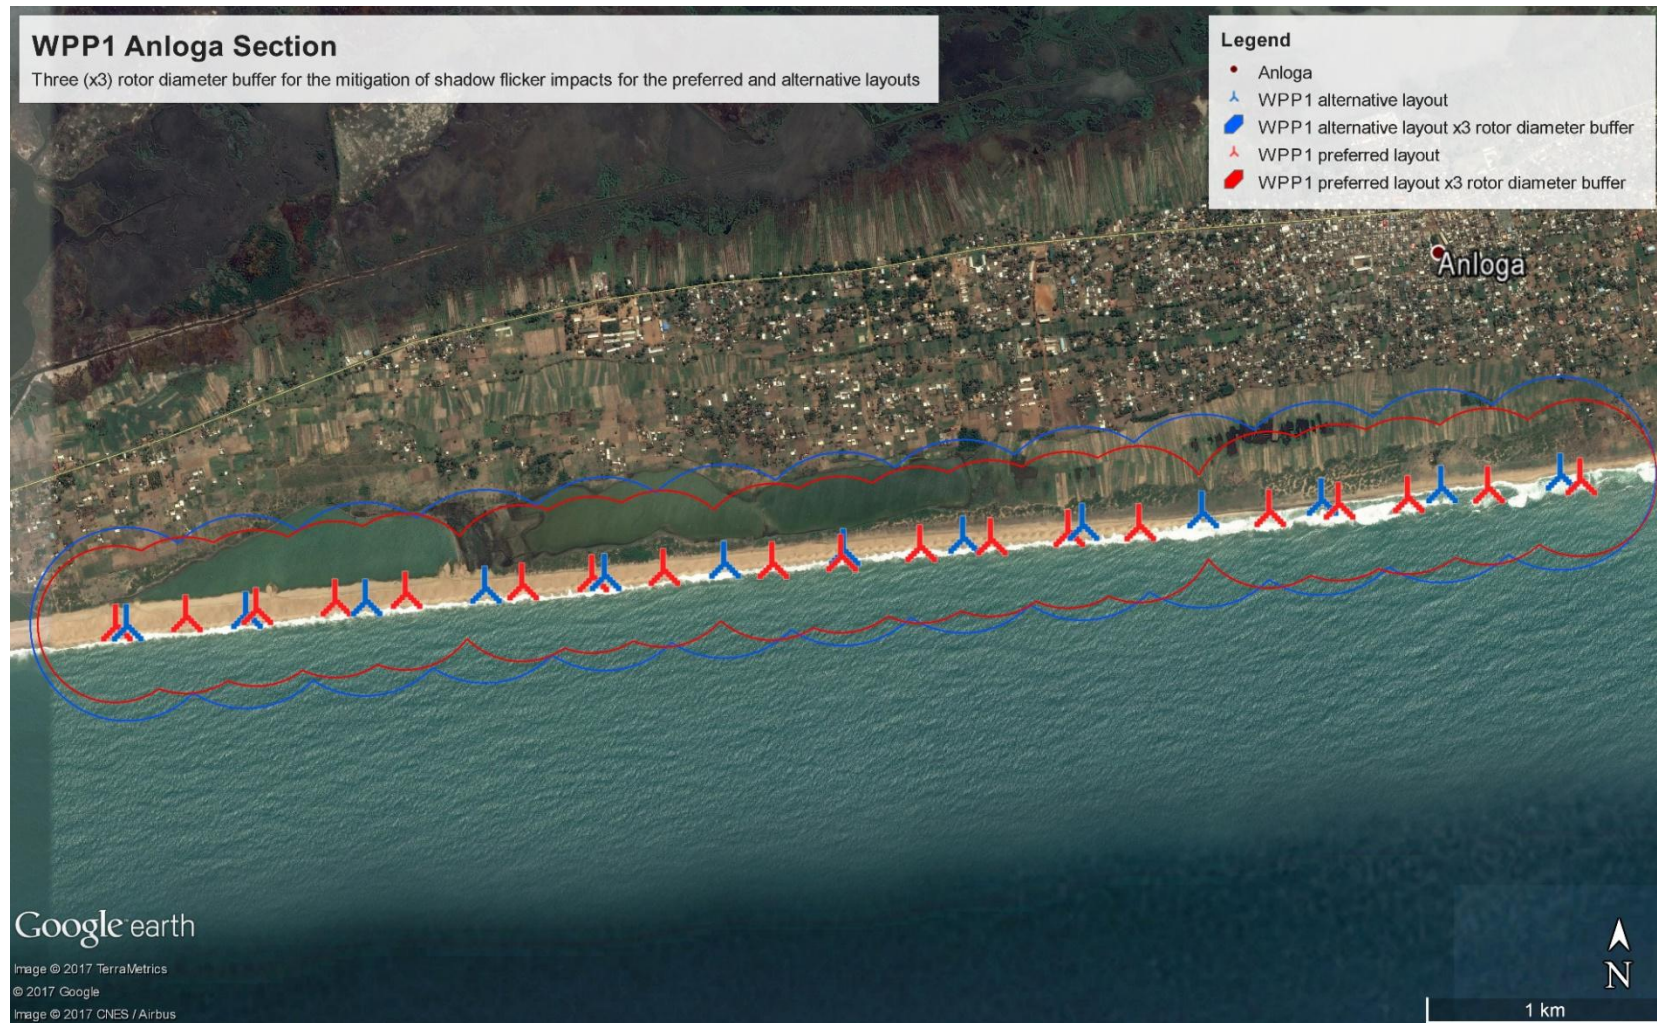 WPP1 Anloga Section
Three (x3) rotor diameter buffer for the mitigation of shadow flicker impacts for the preferred and alternative layouts
Legend
Anloga
WPP1 alternative layout
WPP1 alternative layout x3 rotor diameter buffer
WPP1 preferred layout
WPP1 preferred layout x3 rotor diameter buffer
Anloga
Google earth
Image © 2017 TerraMetrics
© 2017 Google
Image © 2017 CNES / Airbus
N
1 km